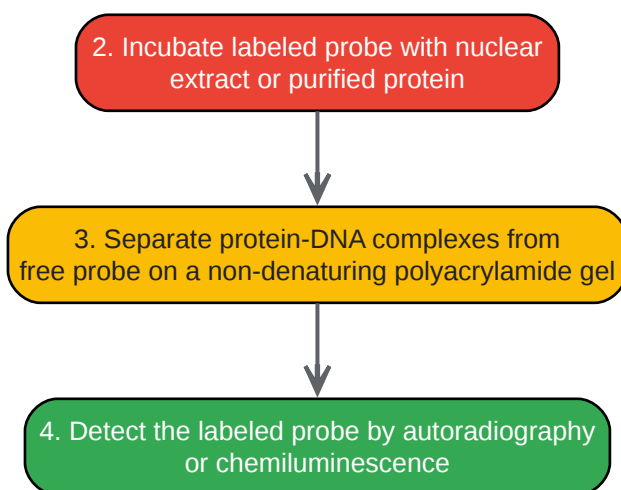 2. Incubate labeled probe with nuclear
extract or purified protein
3. Separate protein-DNA complexes from
free probe on a non-denaturing polyacrylamide gel
4. Detect the labeled probe by autoradiography
or chemiluminescence